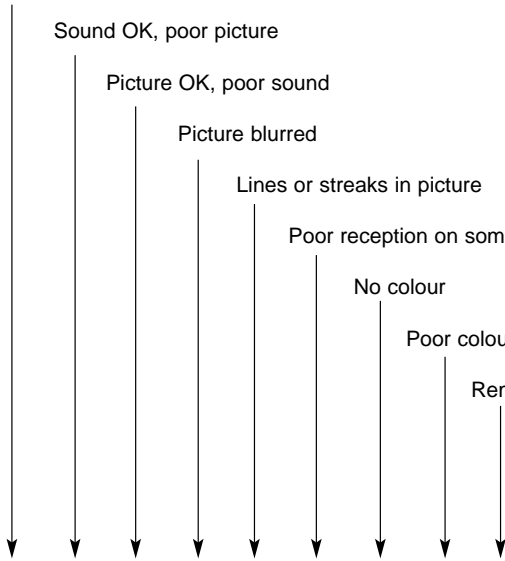 Sound OK, poor picture
Picture OK, poor sound
Picture blurred
Lines or streaks in picture
Poor reception on
No colour
Poor